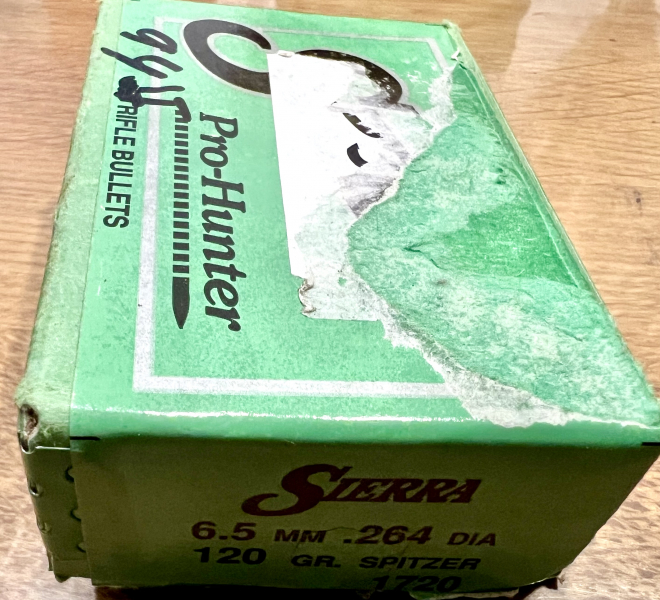 RIFLE BULLETS
Pro-Hunter
SIERRA
6.5 MM .264 DIA
120 GR. SPITZER
1720